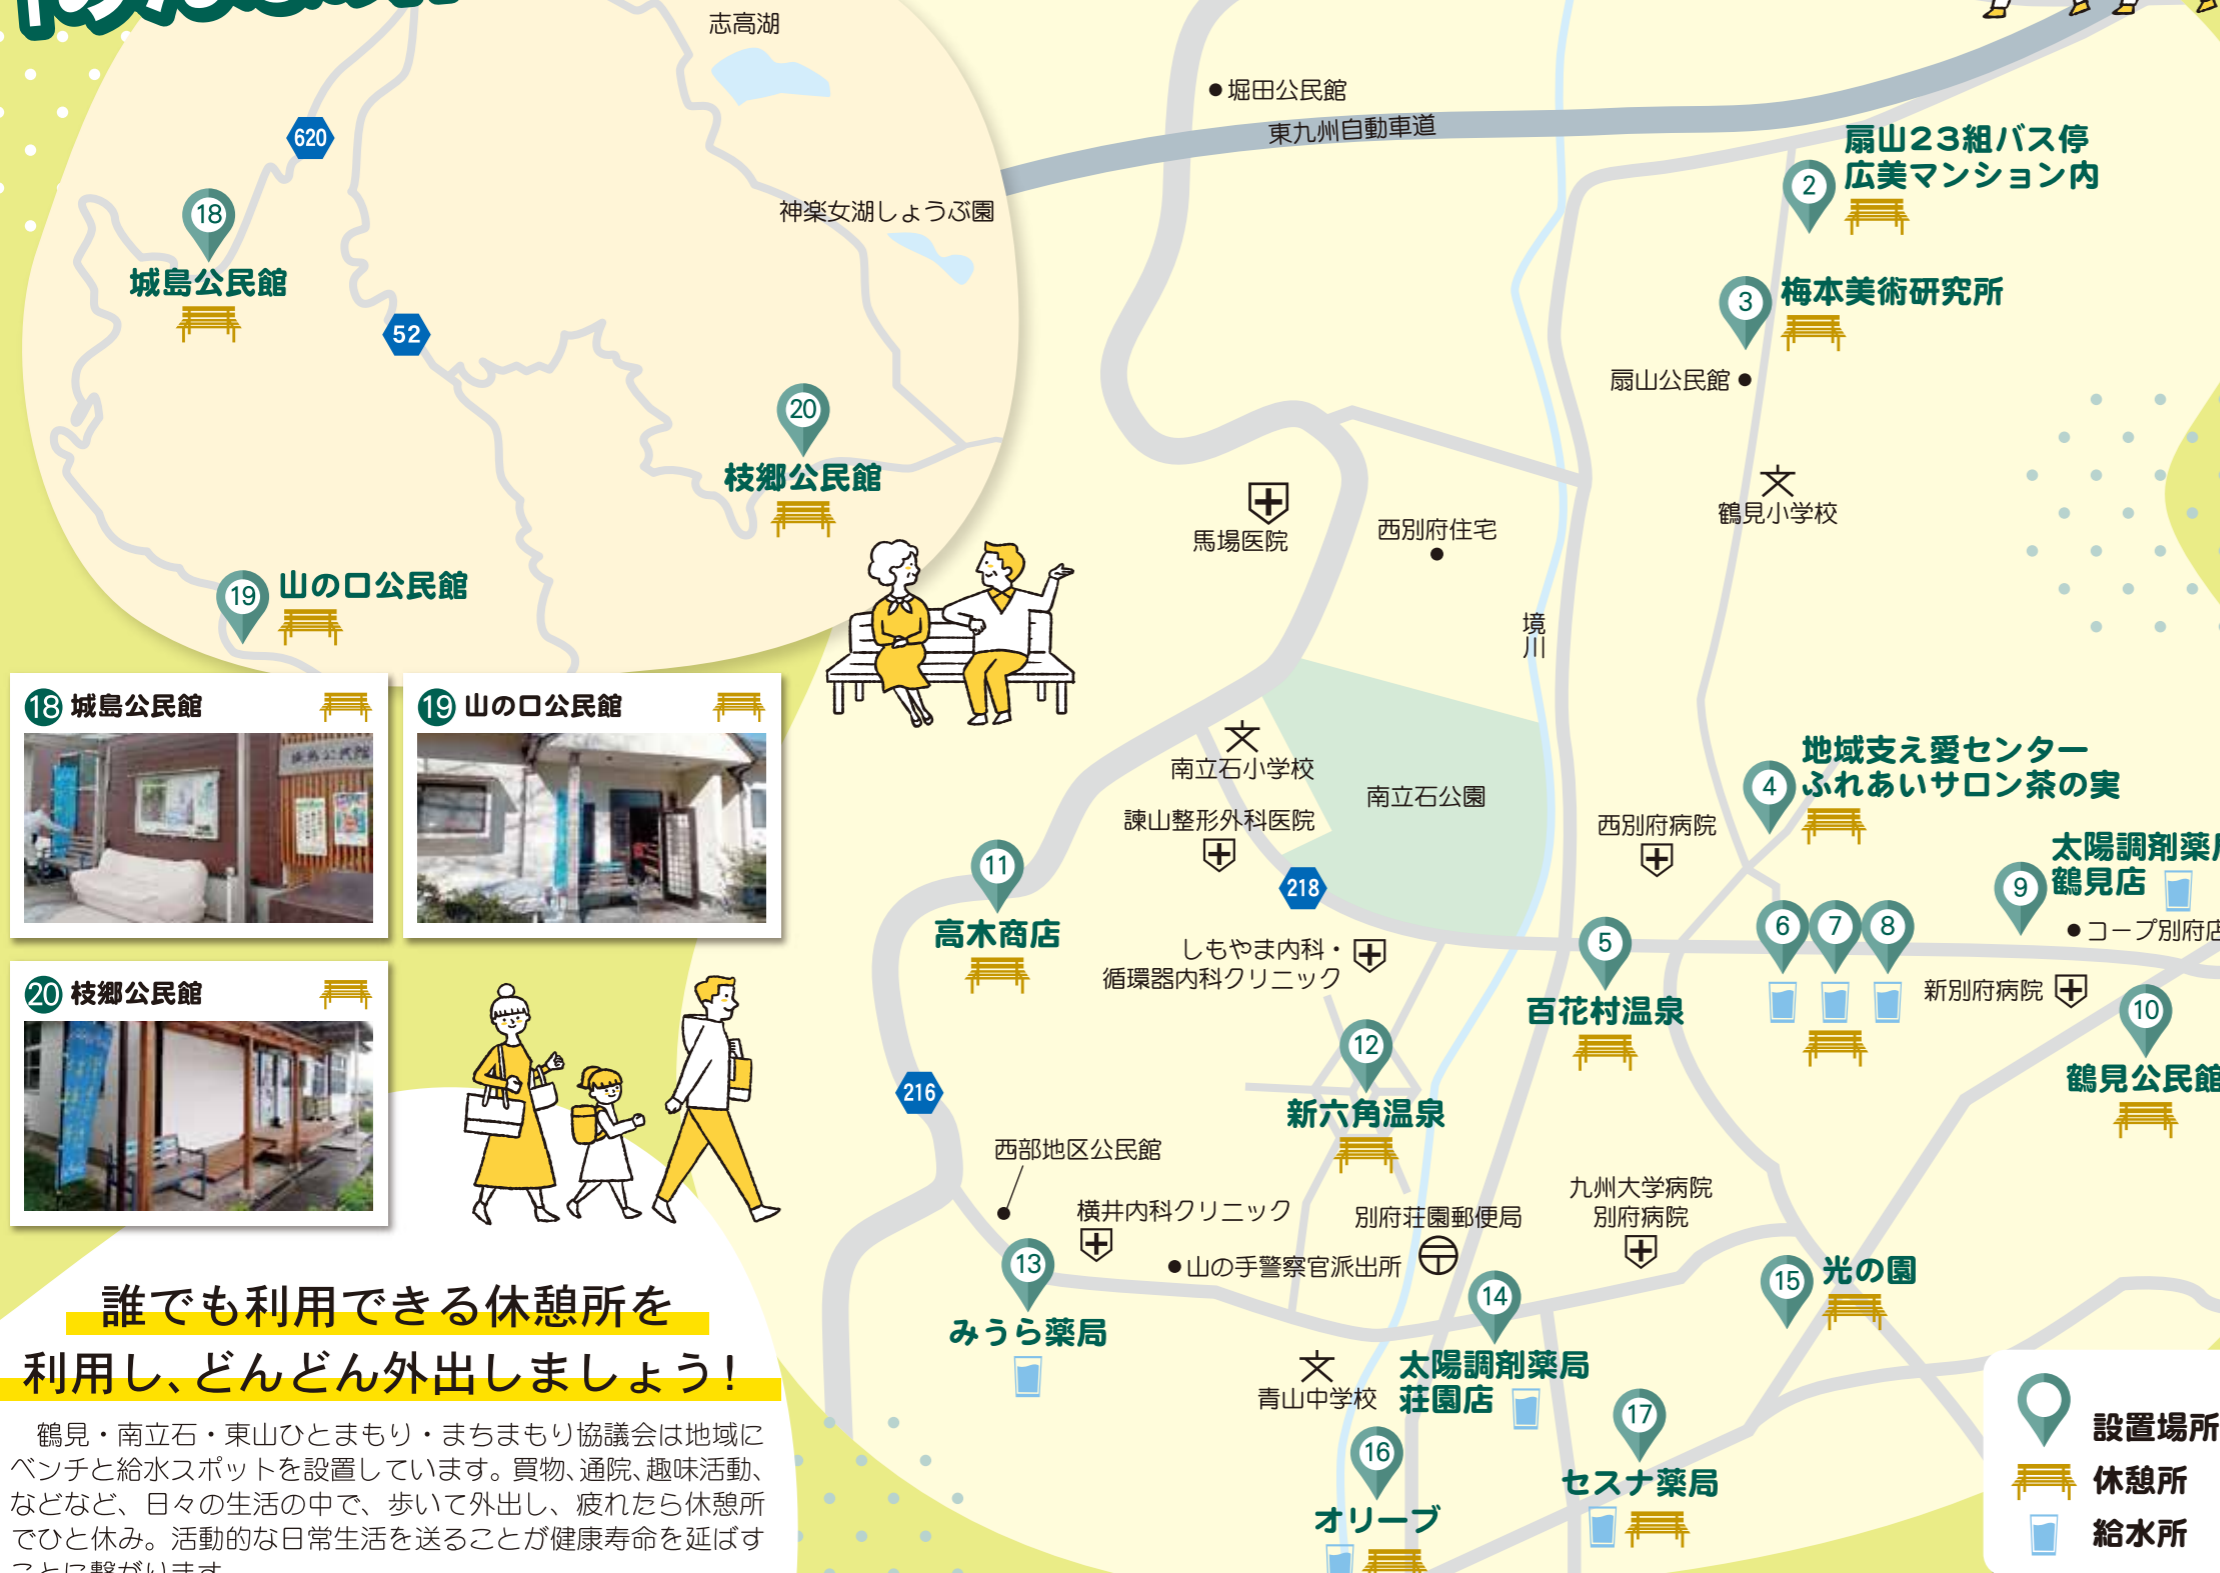 志高湖
620
18
城島公民館
52
神楽女湖しょうぶ園
20
枝郷公民館
19
山の口公民館
堀田公民館
東九州自動車道
2
扇山23組バス停
広美マンション内
3
梅本美術研究所
扇山公民館
鶴見小学校
馬場医院
西別府住宅
境川
南立石小学校
南立石公園
諫山整形外科医院
218
しもやま内科・
循環器内科クリニック
西別府病院
4
地域支え愛センター
ふれあいサロン茶の実
9
太陽調剤薬
鶴見店
コープ別府店
5
百花村温泉
6
7
8
新別府病院
10
鶴見公民館
11
高木商店
216
12
新六角温泉
西部地区公民館
横井内科クリニック
別府荘園郵便局
山の手警察官派出所
九州大学病院
別府病院
13
みうら薬局
14
太陽調剤薬局
荘園店
青山中学校
15
光の園
16
オリーブ
17
セスナ薬局
18 城島公民館
城島公民館
19 山の口公民館
20 枝郷公民館
誰でも利用できる休憩所を
利用し、どんどん外出しましょう!
鶴見・南立石・東山ひとまもり・まちまもり協議会は地域に
ベンチと給水スポットを設置しています。買物、通院、趣味活動、
などなど、日々の生活の中で、歩いて外出し、疲れたら休憩所
でひと休み。活動的な日常生活を送ることが健康寿命を延ばす
ことに繋がります
設置場所
休憩所
給水所